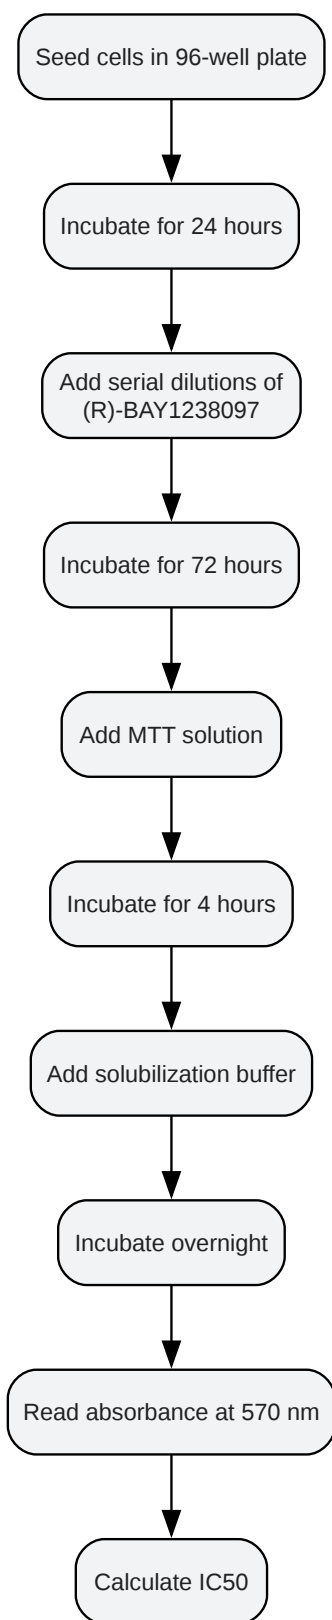 Seed cells in 96-well plate
Incubate for 24 hours
Add serial dilutions of
(R)-BAY1238097
Incubate for 72 hours
Add MTT solution
Incubate for 4 hours
Add solubilization buffer
Incubate overnight
Read absorbance at 570 nm
Calculate IC50